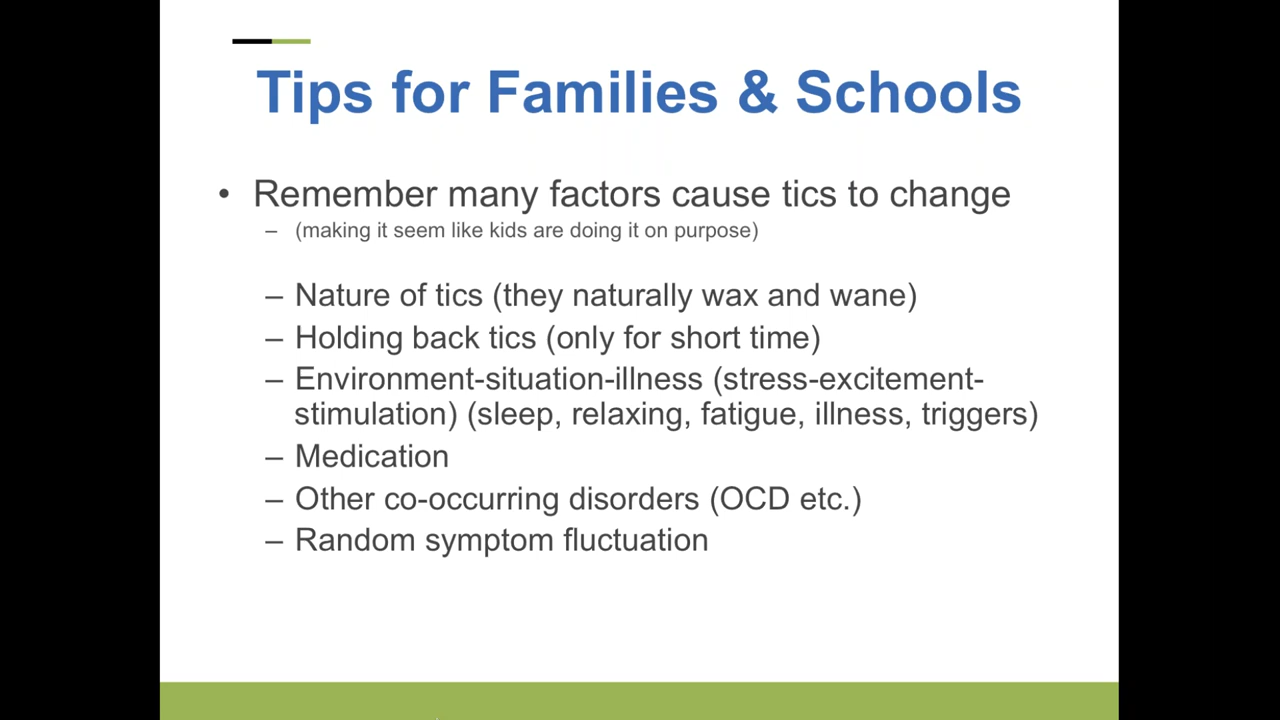 Tips for Families & Schools
• Remember many factors cause tics to change
– (making it seem like kids are doing it on purpose)
– Nature of tics (they naturally wax and wane)
– Holding back tics (only for short time)
– Environment-situation-illness (stress-excitement-
stimulation) (sleep, relaxing, fatigue, illness, triggers)
– Medication
– Other co-occurring disorders (OCD etc.)
– Random symptom fluctuation